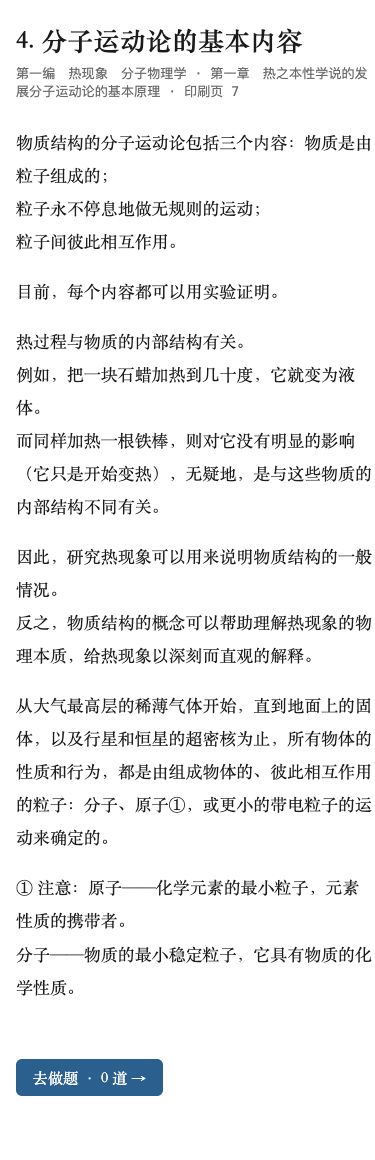 4. 分子运动论的基本内容
第一编　热现象　分子物理学 · 第一章　热之本性学说的发
展分子运动论的基本原理 · 印刷页 7
物质结构的分子运动论包括三个内容：物质是由
粒子组成的；
粒子永不停息地做无规则的运动；
粒子间彼此相互作用。
目前，每个内容都可以用实验证明。
热过程与物质的内部结构有关。
例如，把一块石蜡加热到几十度，它就变为液
体。
而同样加热一根铁棒，则对它没有明显的影响
（它只是开始变热），无疑地，是与这些物质的
内部结构不同有关。
因此，研究热现象可以用来说明物质结构的一般
情况。
反之，物质结构的概念可以帮助理解热现象的物
理本质，给热现象以深刻而直观的解释。
从大气最高层的稀薄气体开始，直到地面上的固
体，以及行星和恒星的超密核为止，所有物体的
性质和行为，都是由组成物体的、彼此相互作用
的粒子：分子、原子①，或更小的带电粒子的运
动来确定的。
① 注意：原子——化学元素的最小粒子，元素
性质的携带者。
分子——物质的最小稳定粒子，它具有物质的化
学性质。
去做题 · 0 道 →